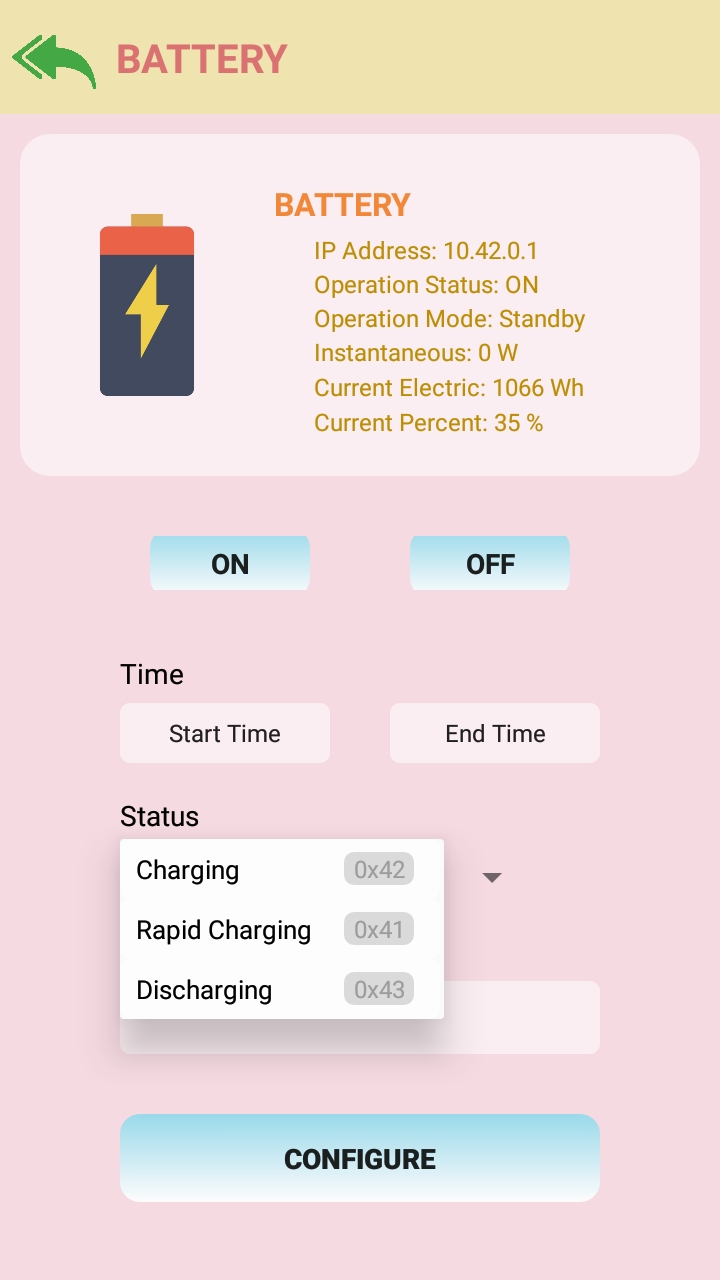 BATTERY
BATTERY
IP Address: 10.42.0.1
Operation Status: ON
Operation Mode: Standby
Instantaneous: 0 W
Current Electric: 1066 Wh
Current Percent: 35 %
ON OFF
Time
Start Time End Time
Status
Charging 0x42
Rapid Charging 0x41
Discharging 0x43
CONFIGURE